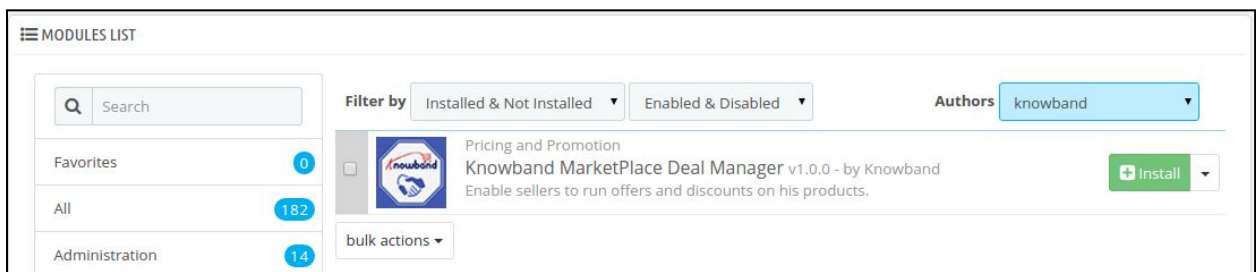 MODULES LIST
Search
Filter by Installed & Not Installed Enabled & Disabled Authors knowband
Favorites 0
All 182
Administration 14
Knowband
Pricing and Promotion
Knowband MarketPlace Deal Manager v1.0.0 - by Knowband
Enable sellers to run offers and discounts on his products.
Install
bulk actions